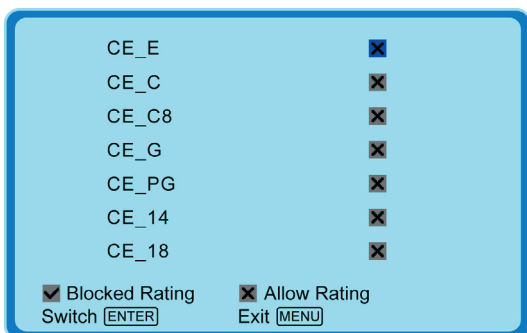 CE_E
CE_C
CE_C8
CE_G
CE_PG
CE_14
CE_18
Blocked Rating Allow Rating
Switch ENTER Exit MENU